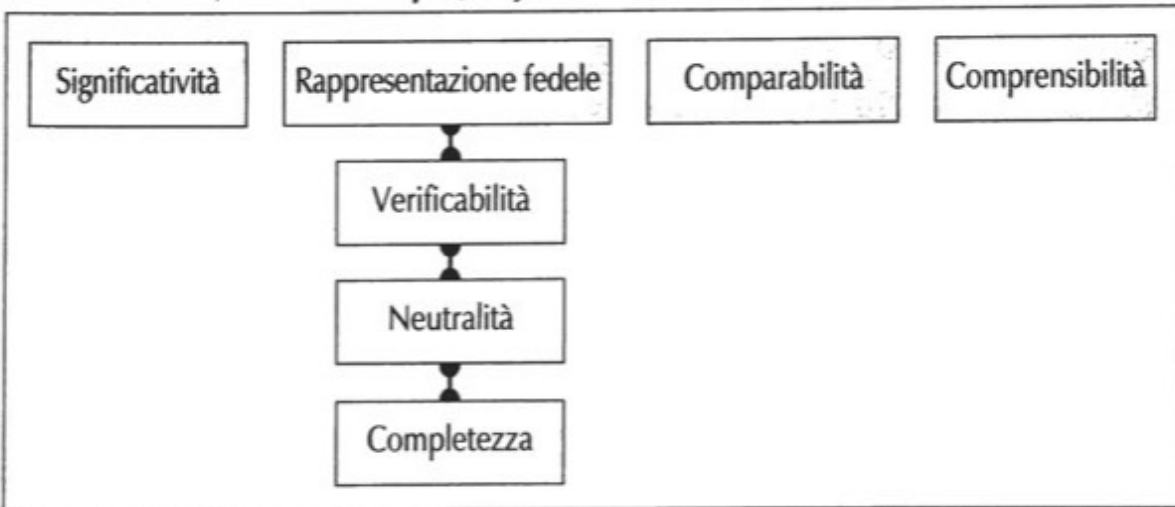 Significatività
Rappresentazione fedele
Comparabilità
Comprensibilità
Verificabilità
Neutralità
Completezza